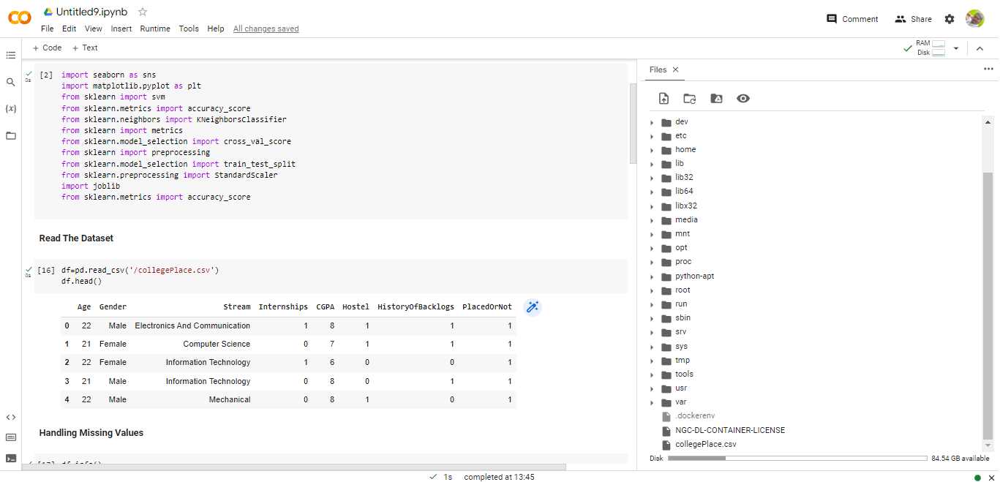 CO Untitled9.ipynb
File Edit View Insert Runtime Tools Help All changes saved
Comment Share
+ Code + Text
RAM
Disk
0s
[2] import seaborn as sns
import matplotlib.pyplot as plt
from sklearn import svm
from sklearn.metrics import accuracy_score
from sklearn.neighbors import KNeighborsClassifier
from sklearn import metrics
from sklearn.model_selection import cross_val_score
from sklearn import preprocessing
from sklearn.model_selection import train_test_split
from sklearn.preprocessing import StandardScaler
import joblib
from sklearn.metrics import accuracy_score
Read The Dataset
0s
[16] df=pd.read_csv('/collegePlace.csv')
df.head()
Age Gender Stream Internships CGPA Hostel HistoryOfBacklogs PlacedOrNot
0 22 Male Electronics And Communication 1 8 1 1 1
1 21 Female Computer Science 0 7 1 1 1
2 22 Female Information Technology 1 6 0 0 1
3 21 Male Information Technology 0 8 0 1 1
4 22 Male Mechanical 0 8 1 0 1
Handling Missing Values
[17] df.info()
Files
{x}
dev
etc
home
lib
lib32
lib64
libx32
media
mnt
opt
proc
python-apt
root
run
sbin
srv
sys
tmp
tools
usr
var
.dockerenv
NGC-DL-CONTAINER-LICENSE
collegePlace.csv
Disk 84.54 GB available
1s completed at 13:45